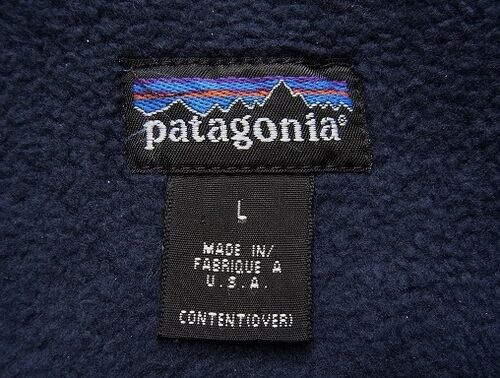 patagonia®
L
MADE IN/
FABRIQUE A
U.S.A.
CONTENT(OVER)